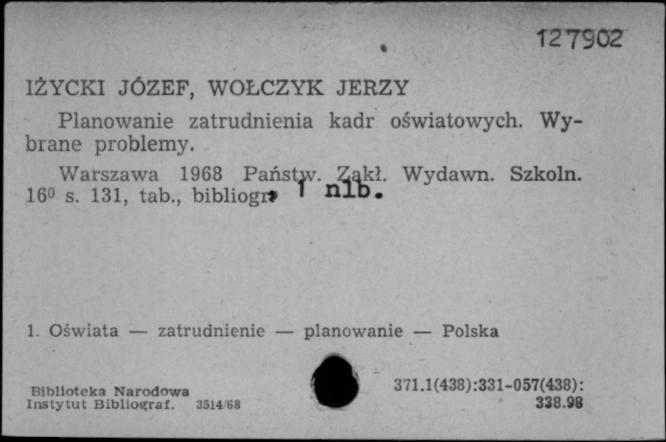 127902
IŻYCKI JÓZEF, WOŁCZYK JERZY
Planowanie zatrudnienia kadr oświatowych. Wy-
brane problemy.
Warszawa 1968 Państw. Zakł. Wydawn. Szkoln.
16⁰ s. 131, tab., bibliogr, 1 nlb.
1. Oświata — zatrudnienie — planowanie — Polska
Biblioteka Narodowa
Instytut Bibliograf. 3514/68
371.1(438):331-057(438):
338.98